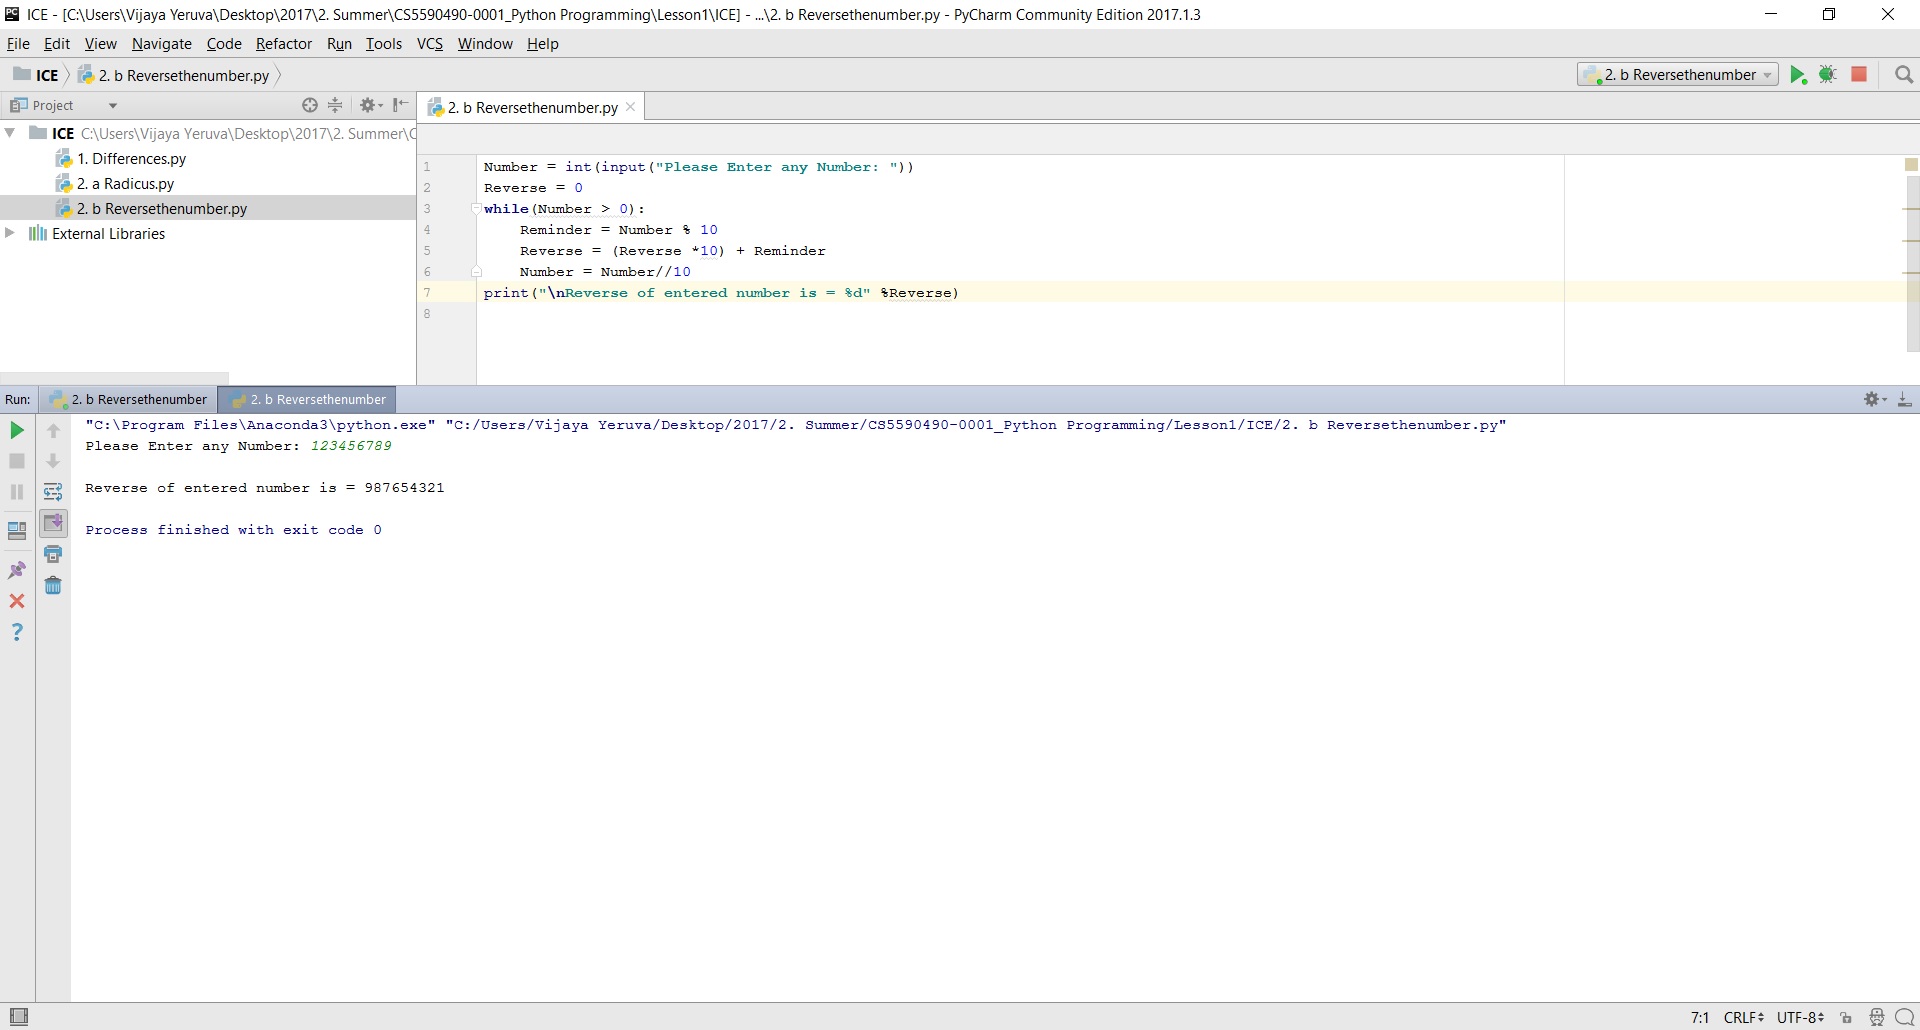 ICE - [C:\Users\Vijaya Yeruva\Desktop\2017\2. Summer\CS5590490-0001_Python Programming\Lesson1\ICE] - ...\2. b Reversethenumber.py - PyCharm Community Edition 2017.1.3
File Edit View Navigate Code Refactor Run Tools VCS Window Help
ICE 2. b Reversethenumber.py
2. b Reversethenumber
Project
2. b Reversethenumber.py
ICE C:\Users\Vijaya Yeruva\Desktop\2017\2. Summer\C
1. Differences.py
2. a Radicus.py
2. b Reversethenumber.py
External Libraries
1 Number = int(input("Please Enter any Number: "))
2 Reverse = 0
3 while(Number > 0):
4     Reminder = Number % 10
5     Reverse = (Reverse *10) + Reminder
6     Number = Number//10
7 print("\nReverse of entered number is = %d" %Reverse)
8
Run: 2. b Reversethenumber 2. b Reversethenumber
"C:\Program Files\Anaconda3\python.exe" "C:/Users/Vijaya Yeruva/Desktop/2017/2. Summer/CS5590490-0001_Python Programming/Lesson1/ICE/2. b Reversethenumber.py"
Please Enter any Number: 123456789
Reverse of entered number is = 987654321
Process finished with exit code 0
7:1 CRLF UTF-8